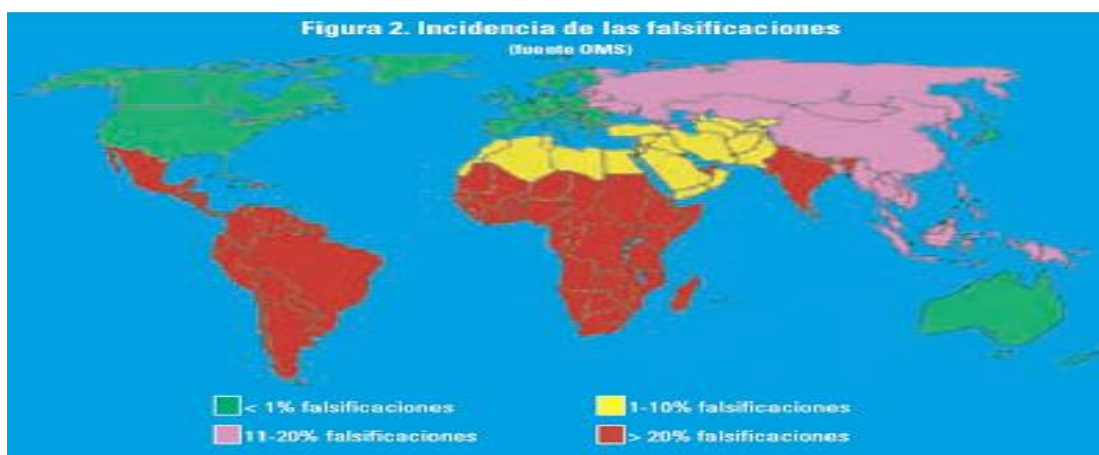 Figura 2. Incidencia de las falsificaciones
(fuente OMS)
< 1% falsificaciones
1-10% falsificaciones
11-20% falsificaciones
> 20% falsificaciones